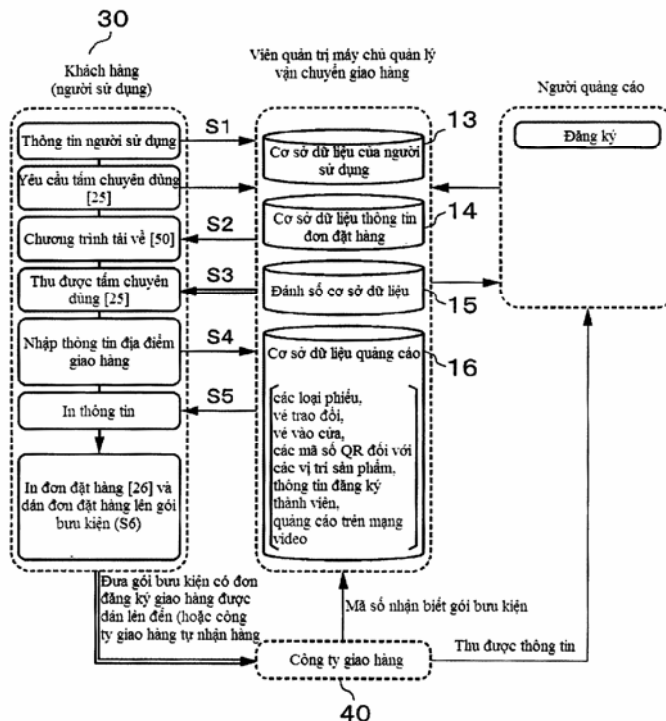 30
Khách hàng
(người sử dụng)
Thông tin người sử dụng
Yêu cầu tấm chuyên dùng
[25]
Chương trình tải về [50]
Thu được tấm chuyên
dùng [25]
Nhập thông tin địa điểm
giao hàng
In thông tin
In đơn đặt hàng [26] và
dán đơn đặt hàng lên gói
bưu kiện (S6)
S1
S2
S3
S4
S5
Viên quản trị máy chủ quản lý
vận chuyển giao hàng
13
Cơ sở dữ liệu của người
sử dụng
14
Cơ sở dữ liệu thông tin
đơn đặt hàng
15
Đánh số cơ sở dữ liệu
16
Cơ sở dữ liệu quảng cáo
các loại phiếu,
vé trao đổi,
vé vào cửa,
các mã số QR đối với
các vị trí sản phẩm,
thông tin đăng ký
thành viên,
quảng cáo trên mạng
video
Người quảng cáo
Đăng ký
Đưa gói bưu kiện có đơn
đăng ký giao hàng được
dán lên đến (hoặc công
ty giao hàng tự nhận hàng
Mã số nhận biết gói bưu kiện
Thu được thông tin
Công ty giao hàng
40